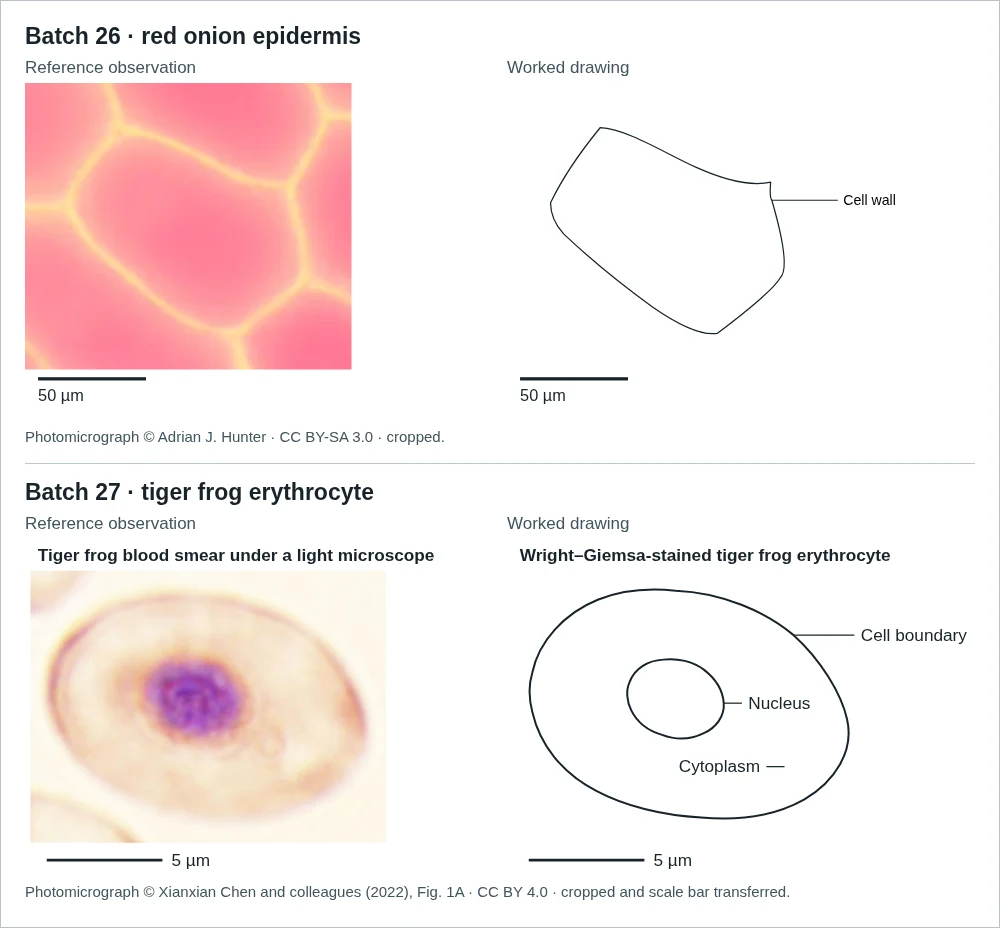 Batch 26 · red onion epidermis
Reference observation
Worked drawing
Cell wall
50 µm
50 µm
Photomicrograph © Adrian J. Hunter · CC BY-SA 3.0 · cropped.
Batch 27 · tiger frog erythrocyte
Reference observation
Worked drawing
Tiger frog blood smear under a light microscope
Wright–Giemsa-stained tiger frog erythrocyte
Cell boundary
Nucleus
Cytoplasm
5 µm
5 µm
Photomicrograph © Xianxian Chen and colleagues (2022), Fig. 1A · CC BY 4.0 · cropped and scale bar transferred.